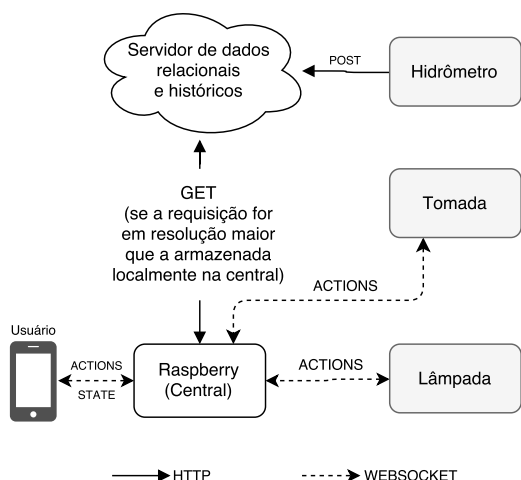 Servidor de dados
relacionais
e históricos
POST
Hidrômetro
GET
(se a requisição for
em resolução maior
que a armazenada
localmente na central)
Tomada
ACTIONS
Usuário
ACTIONS
STATE
Raspberry
(Central)
ACTIONS
Lâmpada
HTTP
WEBSOCKET